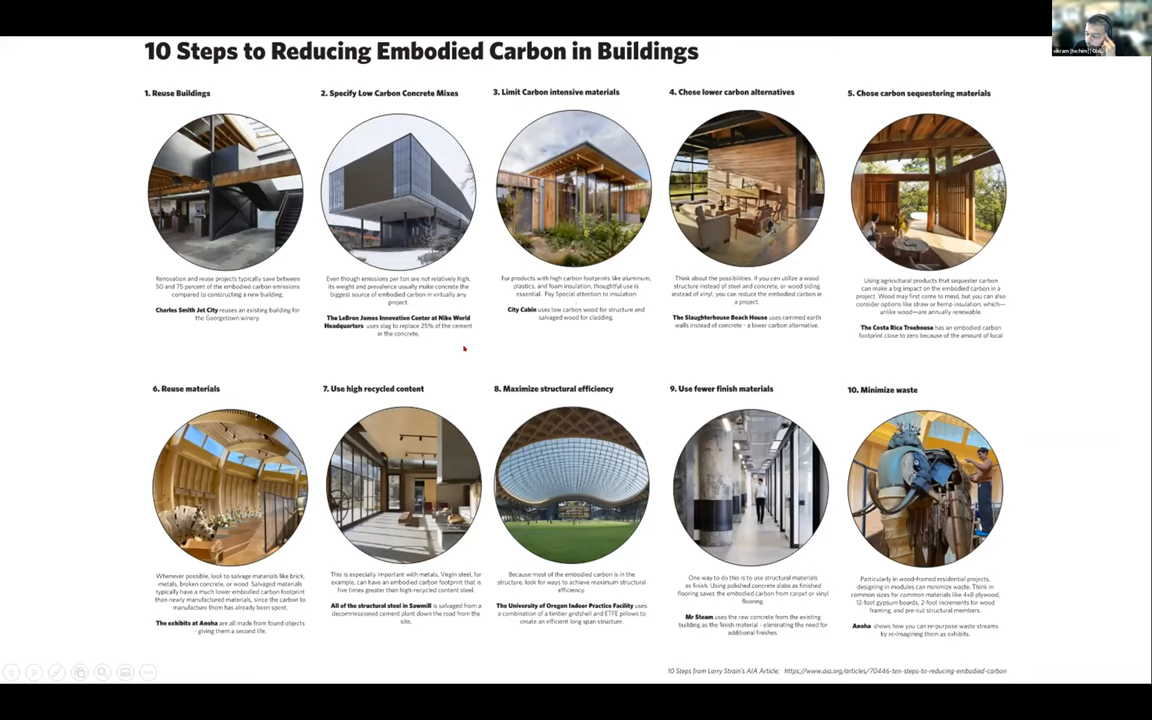 10 Steps to Reducing Embodied Carbon in Buildings
1. Reuse Buildings
Renovation and reuse projects typically save between
50 and 75 percent of the embodied carbon emissions
compared to constructing a new building.
Charles Smith Jet City reuses an existing building for
the Georgetown winery.
2. Specify Low Carbon Concrete Mixes
Even though emissions per ton are not relatively high,
its weight and prevalence usually make concrete the
biggest source of embodied carbon in virtually any
project.
The LeBron James Innovation Center at Nike World
Headquarters uses slag to replace 25% of the cement
in the concrete.
3. Limit Carbon intensive materials
For products with high carbon footprints like aluminum,
plastics, and foam insulation, thoughtful use is
essential. Pay Special attention to insulation
City Cabin uses low carbon wood for structure and
salvaged wood for cladding.
4. Chose lower carbon alternatives
Think about the possibilities. If you can utilize a wood
structure instead of steel and concrete, or wood siding
instead of vinyl, you can reduce the embodied carbon in
a project.
The Slaughterhouse Beach House uses rammed earth
walls instead of concrete - a lower carbon alternative.
5. Chose carbon sequestering materials
Using agricultural products that sequester carbon
can make a big impact on the embodied carbon in a
project. Wood may first come to mind, but you can also
consider options like straw or hemp insulation, which—
unlike wood—are annually renewable.
The Costa Rica Treehouse has an embodied carbon
footprint close to zero because of the amount of local
6. Reuse materials
Whenever possible, look to salvage materials like brick,
metals, broken concrete, or wood. Salvaged materials
typically have a much lower embodied carbon footprint
than newly manufactured materials, since the carbon to
manufacture them has already been spent.
The exhibits at Anoha are all made from found objects
- giving them a second life.
7. Use high recycled content
This is especially important with metals. Virgin steel, for
example, can have an embodied carbon footprint that is
five times greater than high-recycled content steel.
All of the structural steel in Sawmill is salvaged from a
decommissioned cement plant down the road from the
site.
8. Maximize structural efficiency
Because most of the embodied carbon is in the
structure, look for ways to achieve maximum structural
efficiency.
The University of Oregon Indoor Practice Facility uses
a combination of a timber gridshell and ETFE pillows to
create an efficient long span structure.
9. Use fewer finish materials
One way to do this is to use structural materials
as finish. Using polished concrete slabs as finished
flooring saves the embodied carbon from carpet or vinyl
flooring.
Mr Steam uses the raw concrete from the existing
building as the finish material - eliminating the need for
additional finishes.
10. Minimize waste
Particularly in wood-framed residential projects,
designing in modules can minimize waste. Think in
common sizes for common materials like 4x8 plywood,
12-foot gypsum boards, 2-foot increments for wood
framing, and pre-cut structural members.
Anoha shows how you can re-purpose waste streams
by re-imagining them as exhibits.
10 Steps from Larry Strain's AIA Article: https://www.aia.org/articles/70446-ten-steps-to-reducing-embodied-carbon
vikram [he/him]